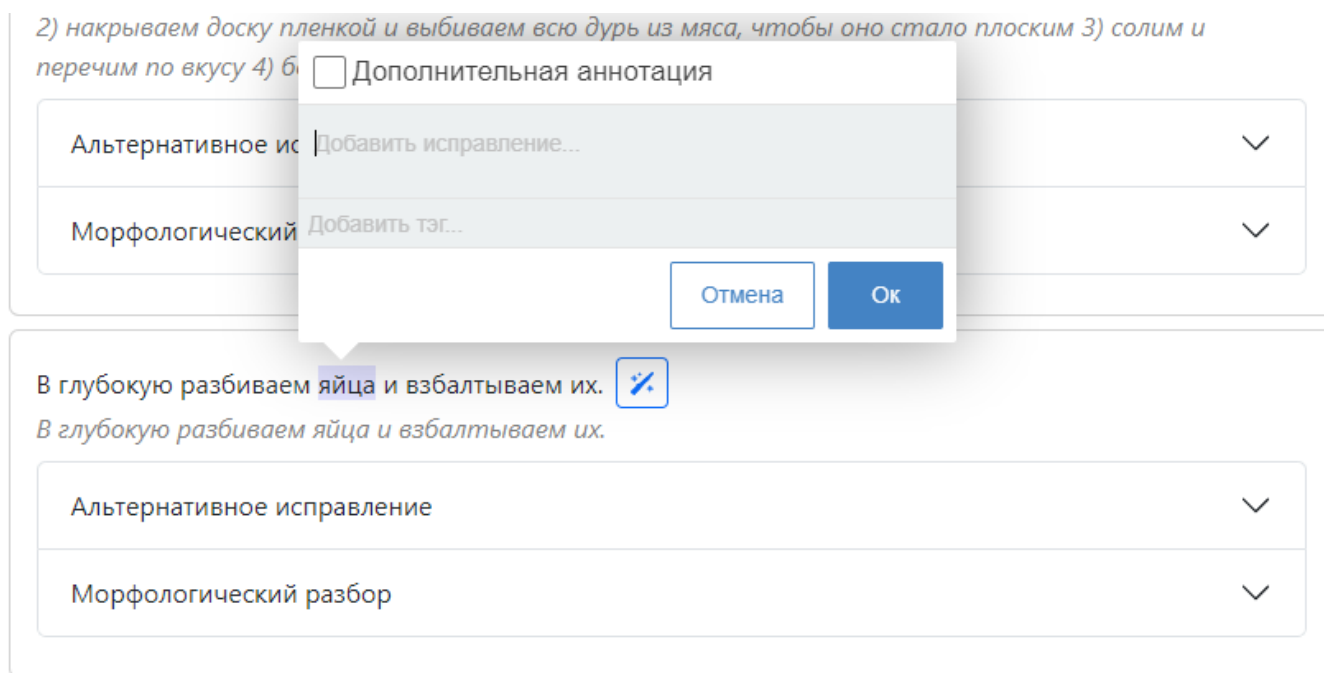 2) накрываем доску пленкой и выбиваем всю дурь из мяса, чтобы оно стало плоским 3) солим и
перечим по вкусу 4)
Дополнительная аннотация
Альтернативное
Добавить исправление...
Морфологический
Добавить тэг...
Отмена
Ок
В глубокую разбиваем яйца и взбалтываем их.
В глубокую разбиваем яйца и взбалтываем их.
Альтернативное исправление
Морфологический разбор